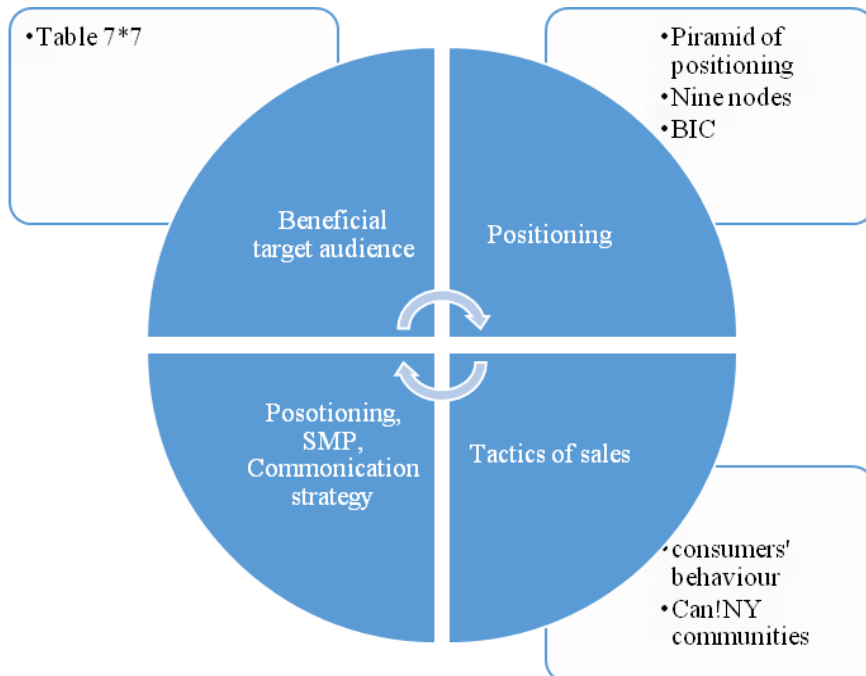 •Table 7*7
•Piramid of
positioning
•Nine nodes
•BIC
Beneficial
target audience
Positioning
Posotioning,
SMP,
Commonication
strategy
Tactics of sales
•consumers'
behaviour
•Can!NY
communities